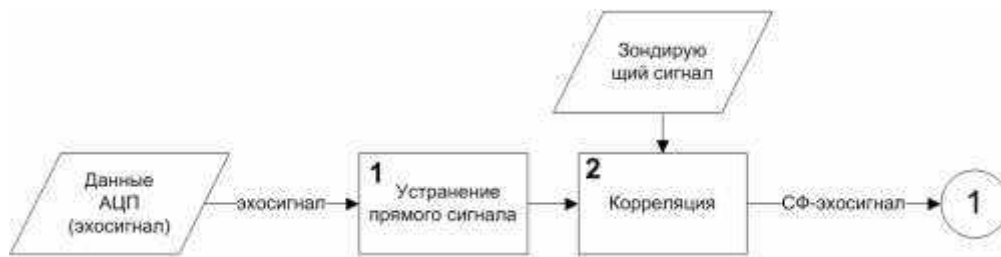 Зондирую
щий сигнал
Данные
АЦП
(эхосигнал)
эхосигнал
1
Устранение
прямого сигнала
2
Корреляция
СФ-эхосигнал
1